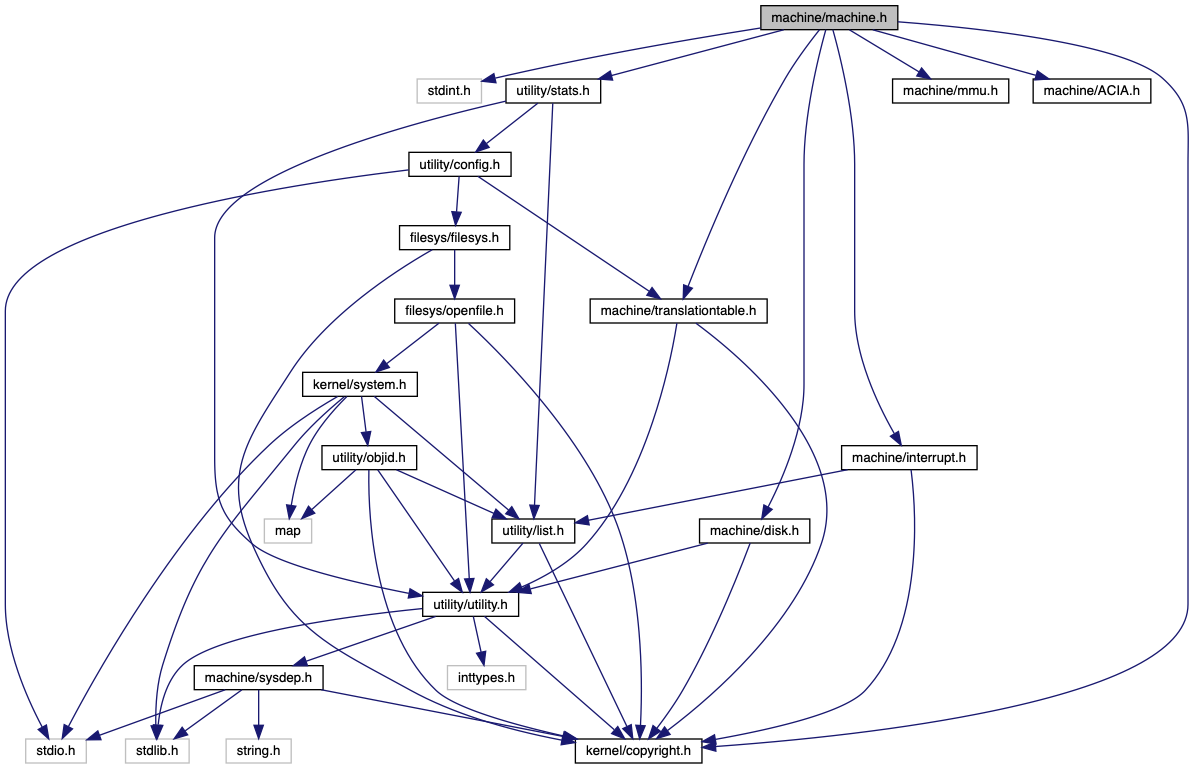 machine/machine.h
stdint.h
utility/stats.h
machine/mmu.h
machine/ACIA.h
utility/config.h
filesys/filesys.h
filesys/openfile.h
machine/translationtable.h
kernel/system.h
utility/objid.h
machine/interrupt.h
map
utility/list.h
machine/disk.h
utility/utility.h
machine/sysdep.h
inttypes.h
stdio.h
stdlib.h
string.h
kernel/copyright.h